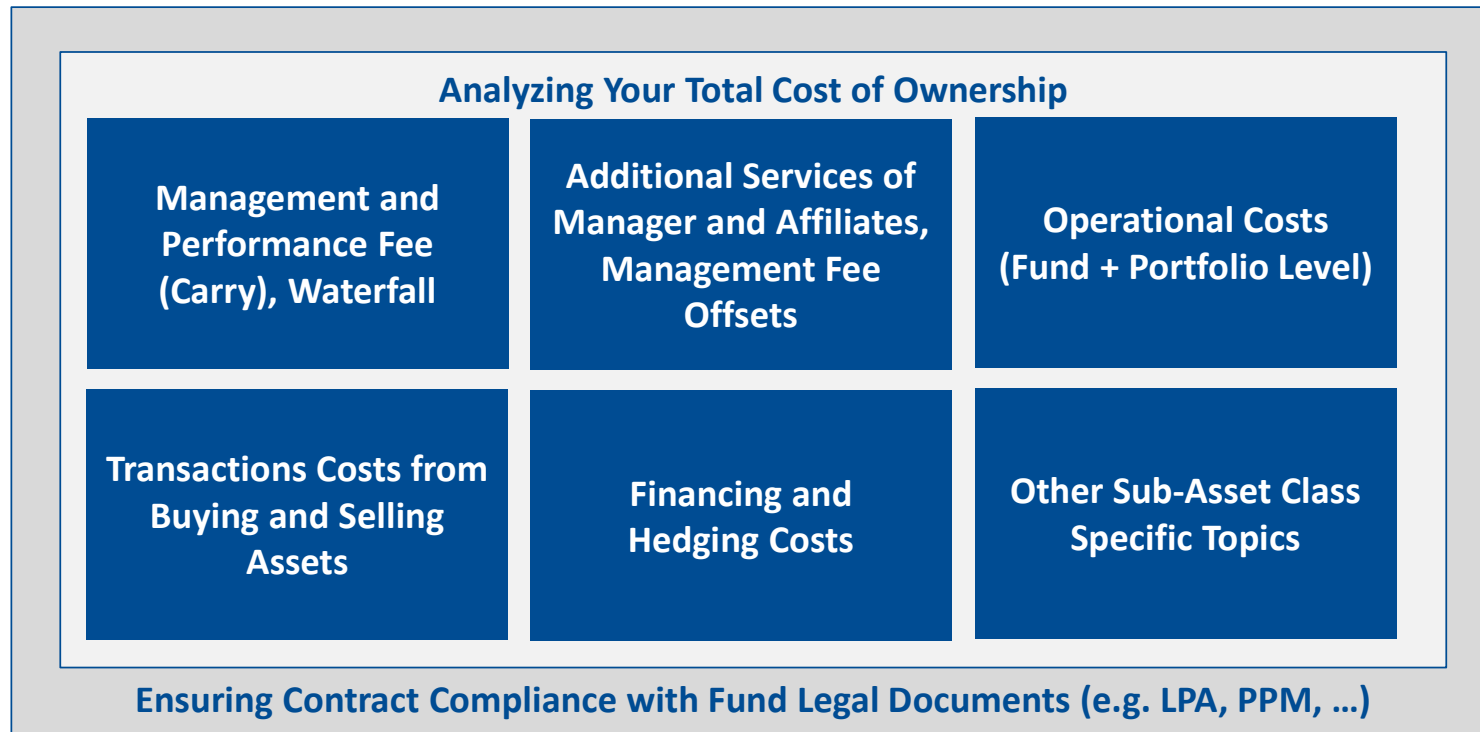 Analyzing Your Total Cost of Ownership
Management and
Performance Fee
(Carry), Waterfall
Additional Services of
Manager and Affiliates,
Management Fee
Offsets
Operational Costs
(Fund + Portfolio Level)
Transactions Costs from
Buying and Selling
Assets
Financing and
Hedging Costs
Other Sub-Asset Class
Specific Topics
Ensuring Contract Compliance with Fund Legal Documents (e.g. LPA, PPM, ...)